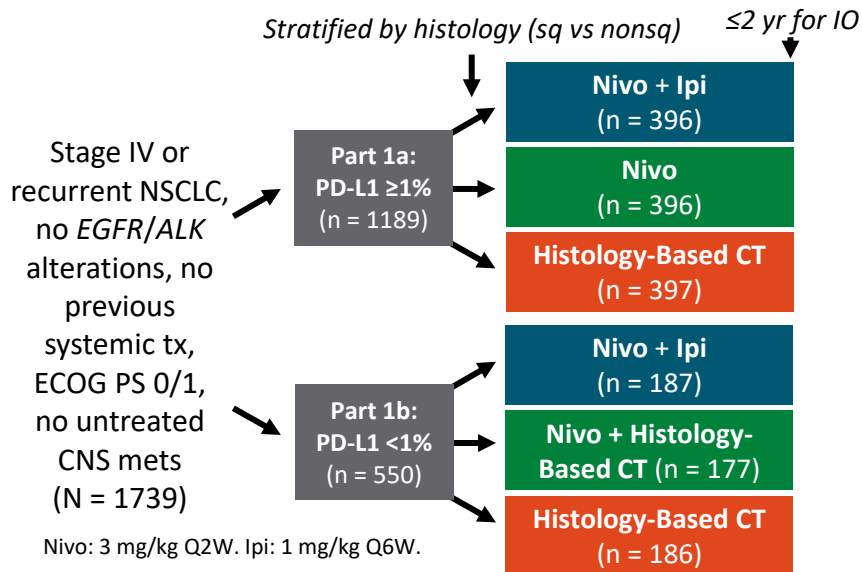 Stratified by histology (sq vs nonsq)
≤2 yr for IO
Stage IV or
recurrent NSCLC,
no EGFR/ALK
alterations, no
previous
systemic tx,
ECOG PS 0/1,
no untreated
CNS mets
(N = 1739)
Part 1a:
PD-L1 ≥1%
(n = 1189)
Nivo + Ipi
(n = 396)
Nivo
(n = 396)
Histology-Based CT
(n = 397)
Part 1b:
PD-L1 <1%
(n = 550)
Nivo + Ipi
(n = 187)
Nivo + Histology-
Based CT (n = 177)
Histology-Based CT
(n = 186)
Nivo: 3 mg/kg Q2W. Ipi: 1 mg/kg Q6W.